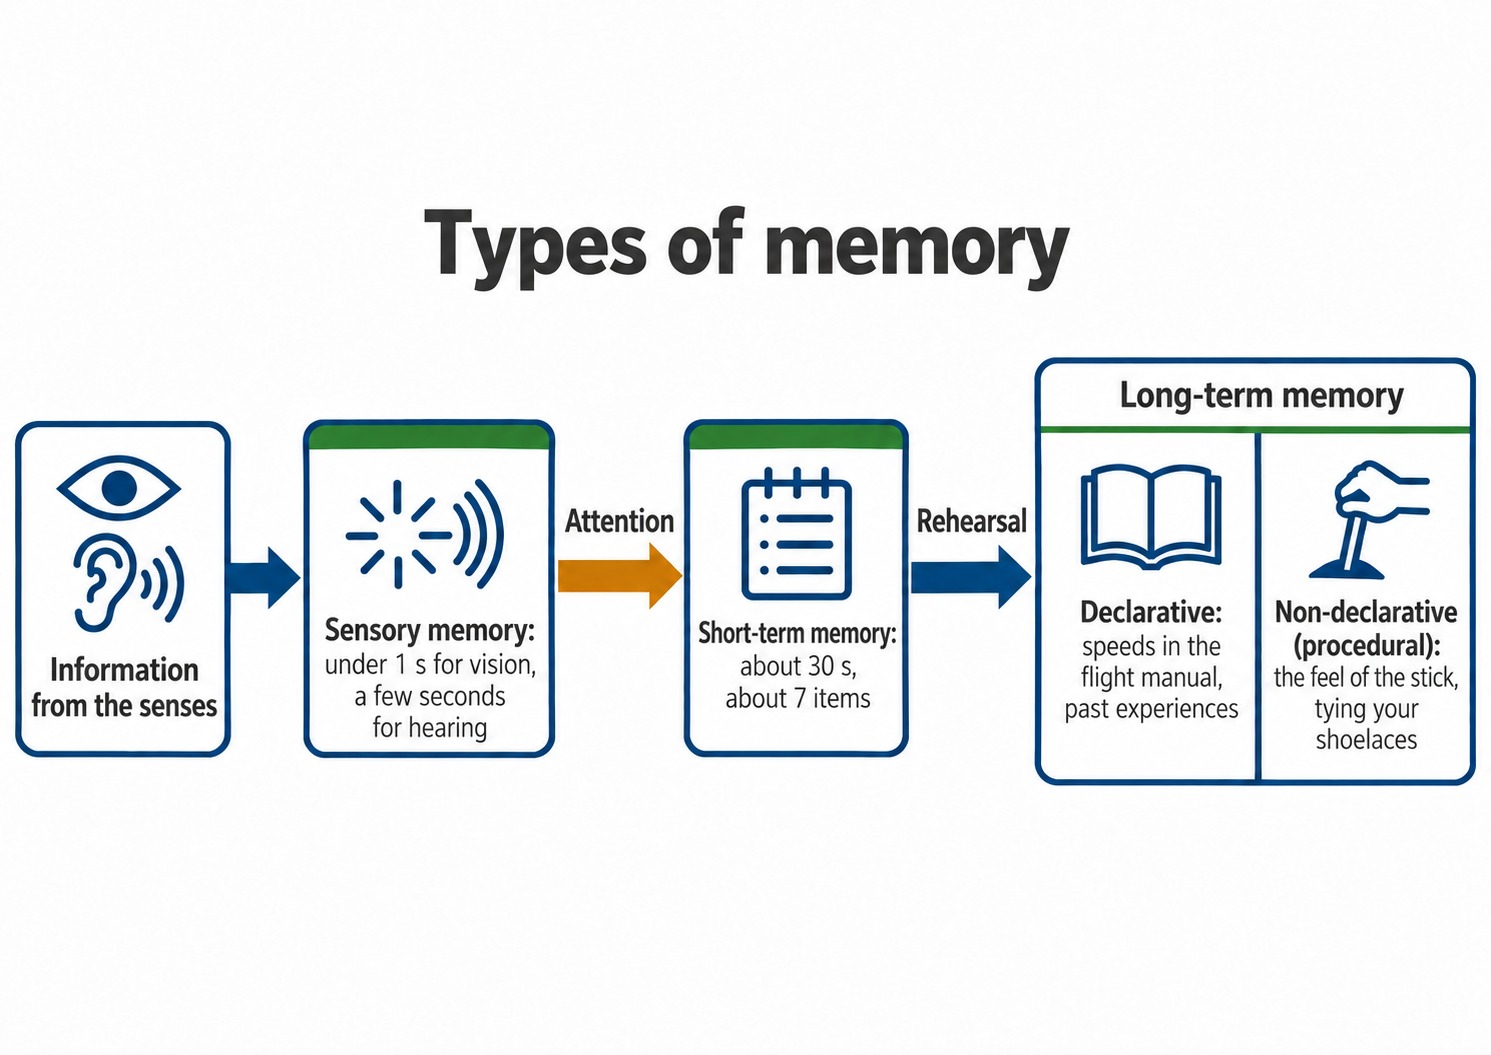 Types of memory
Information
from the senses
Sensory memory:
under 1 s for vision,
a few seconds
for hearing
Attention
Short-term memory:
about 30 s,
about 7 items
Rehearsal
Long-term memory
Declarative:
speeds in the
flight manual,
past experiences
Non-declarative
(procedural):
the feel of the stick,
tying your
shoelaces